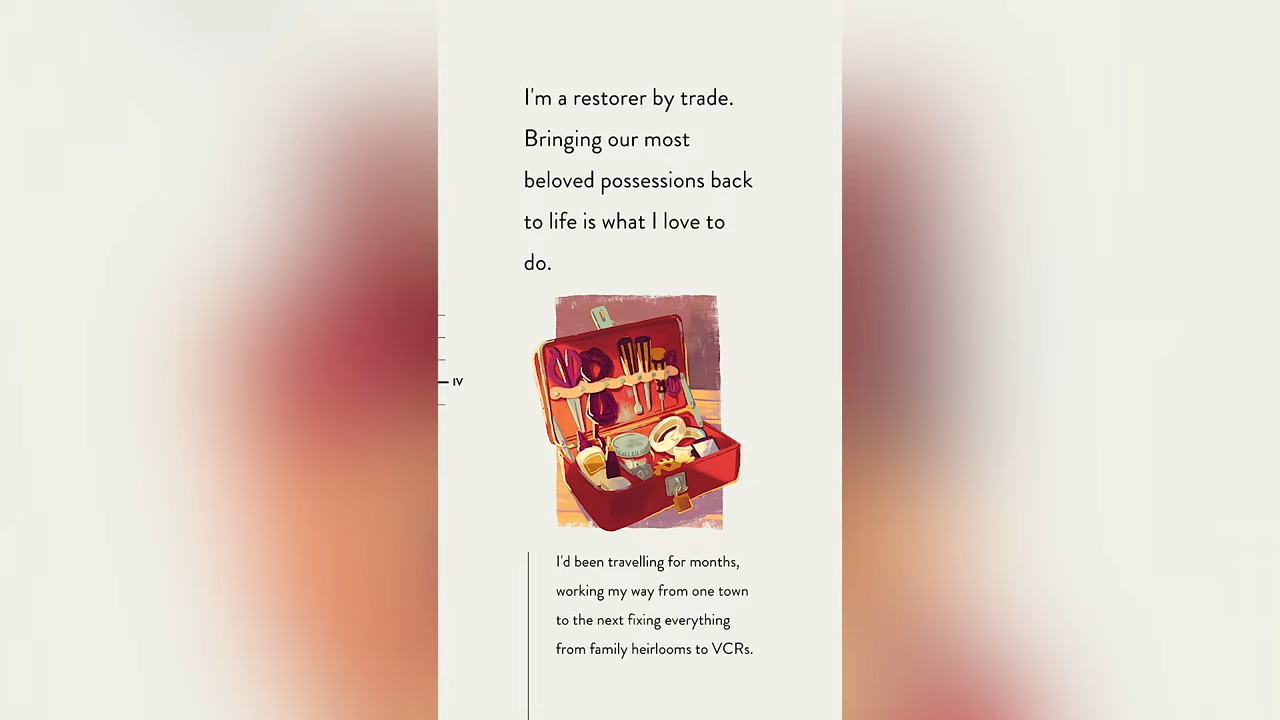 I'm a restorer by trade.
Bringing our most
beloved possessions back
to life is what I love to
do.
IV
I'd been travelling for months,
working my way from one town
to the next fixing everything
from family heirlooms to VCRs.